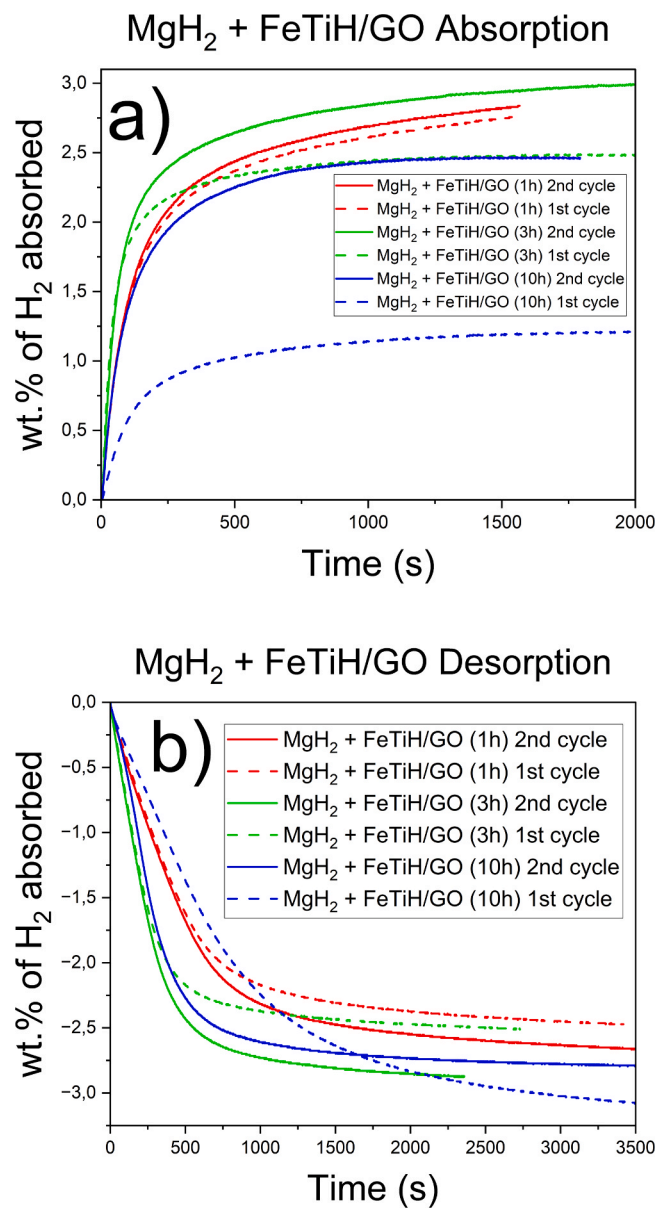 MgH₂ + FeTiH/GO Absorption
a)
wt.% of H₂ absorbed
3,0
2,5
2,0
1,5
1,0
0,5
0,0
MgH₂ + FeTiH/GO (1h) 2nd cycle
MgH₂ + FeTiH/GO (1h) 1st cycle
MgH₂ + FeTiH/GO (3h) 2nd cycle
MgH₂ + FeTiH/GO (3h) 1st cycle
MgH₂ + FeTiH/GO (10h) 2nd cycle
MgH₂ + FeTiH/GO (10h) 1st cycle
0 500 1000 1500 2000
Time (s)
MgH₂ + FeTiH/GO Desorption
b)
wt.% of H₂ absorbed
0,0
−0,5
−1,0
−1,5
−2,0
−2,5
−3,0
MgH₂ + FeTiH/GO (1h) 2nd cycle
MgH₂ + FeTiH/GO (1h) 1st cycle
MgH₂ + FeTiH/GO (3h) 2nd cycle
MgH₂ + FeTiH/GO (3h) 1st cycle
MgH₂ + FeTiH/GO (10h) 2nd cycle
MgH₂ + FeTiH/GO (10h) 1st cycle
0 500 1000 1500 2000 2500 3000 3500
Time (s)